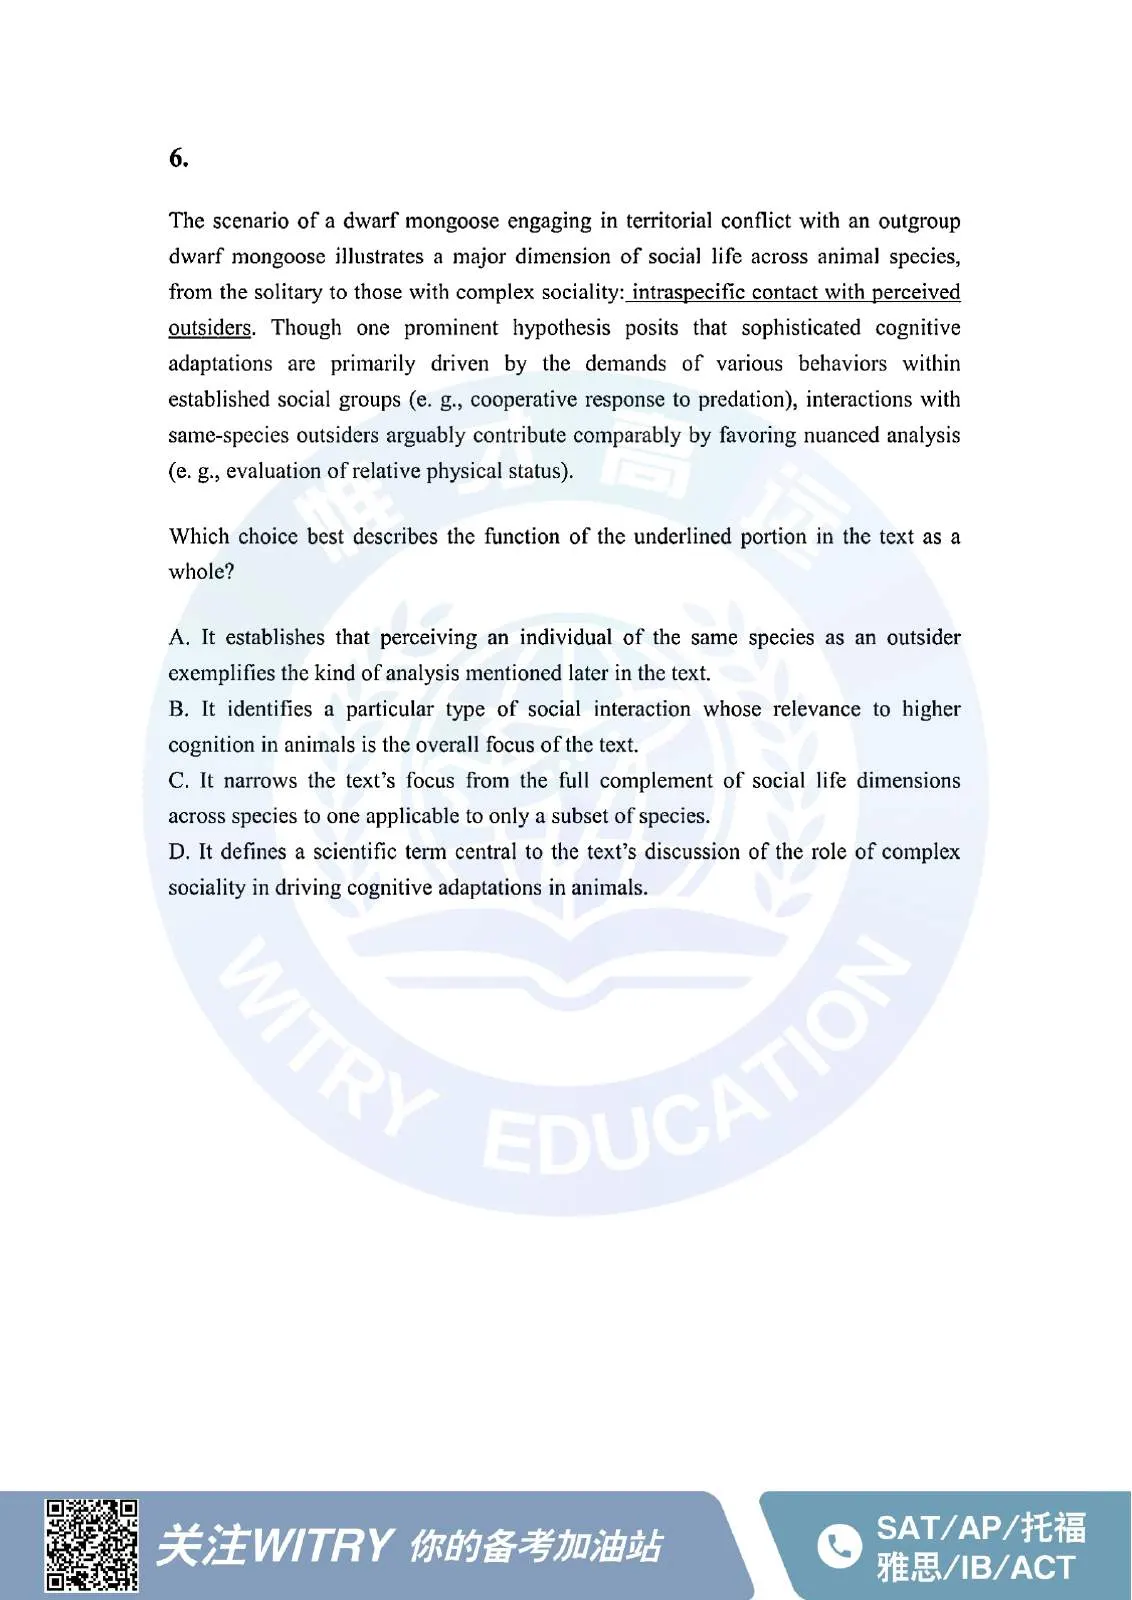 6.
The scenario of a dwarf mongoose engaging in territorial conflict with an outgroup
dwarf mongoose illustrates a major dimension of social life across animal species,
from the solitary to those with complex sociality: intraspecific contact with perceived
outsiders. Though one prominent hypothesis posits that sophisticated cognitive
adaptations are primarily driven by the demands of various behaviors within
established social groups (e. g., cooperative response to predation), interactions with
same-species outsiders arguably contribute comparably by favoring nuanced analysis
(e. g., evaluation of relative physical status).
Which choice best describes the function of the underlined portion in the text as a
whole?
A. It establishes that perceiving an individual of the same species as an outsider
exemplifies the kind of analysis mentioned later in the text.
B. It identifies a particular type of social interaction whose relevance to higher
cognition in animals is the overall focus of the text.
C. It narrows the text's focus from the full complement of social life dimensions
across species to one applicable to only a subset of species.
D. It defines a scientific term central to the text's discussion of the role of complex
sociality in driving cognitive adaptations in animals.
惟才高远
WITRY EDUCATION
关注WITRY 你的备考加油站
SAT/AP/托福
雅思/IB/ACT